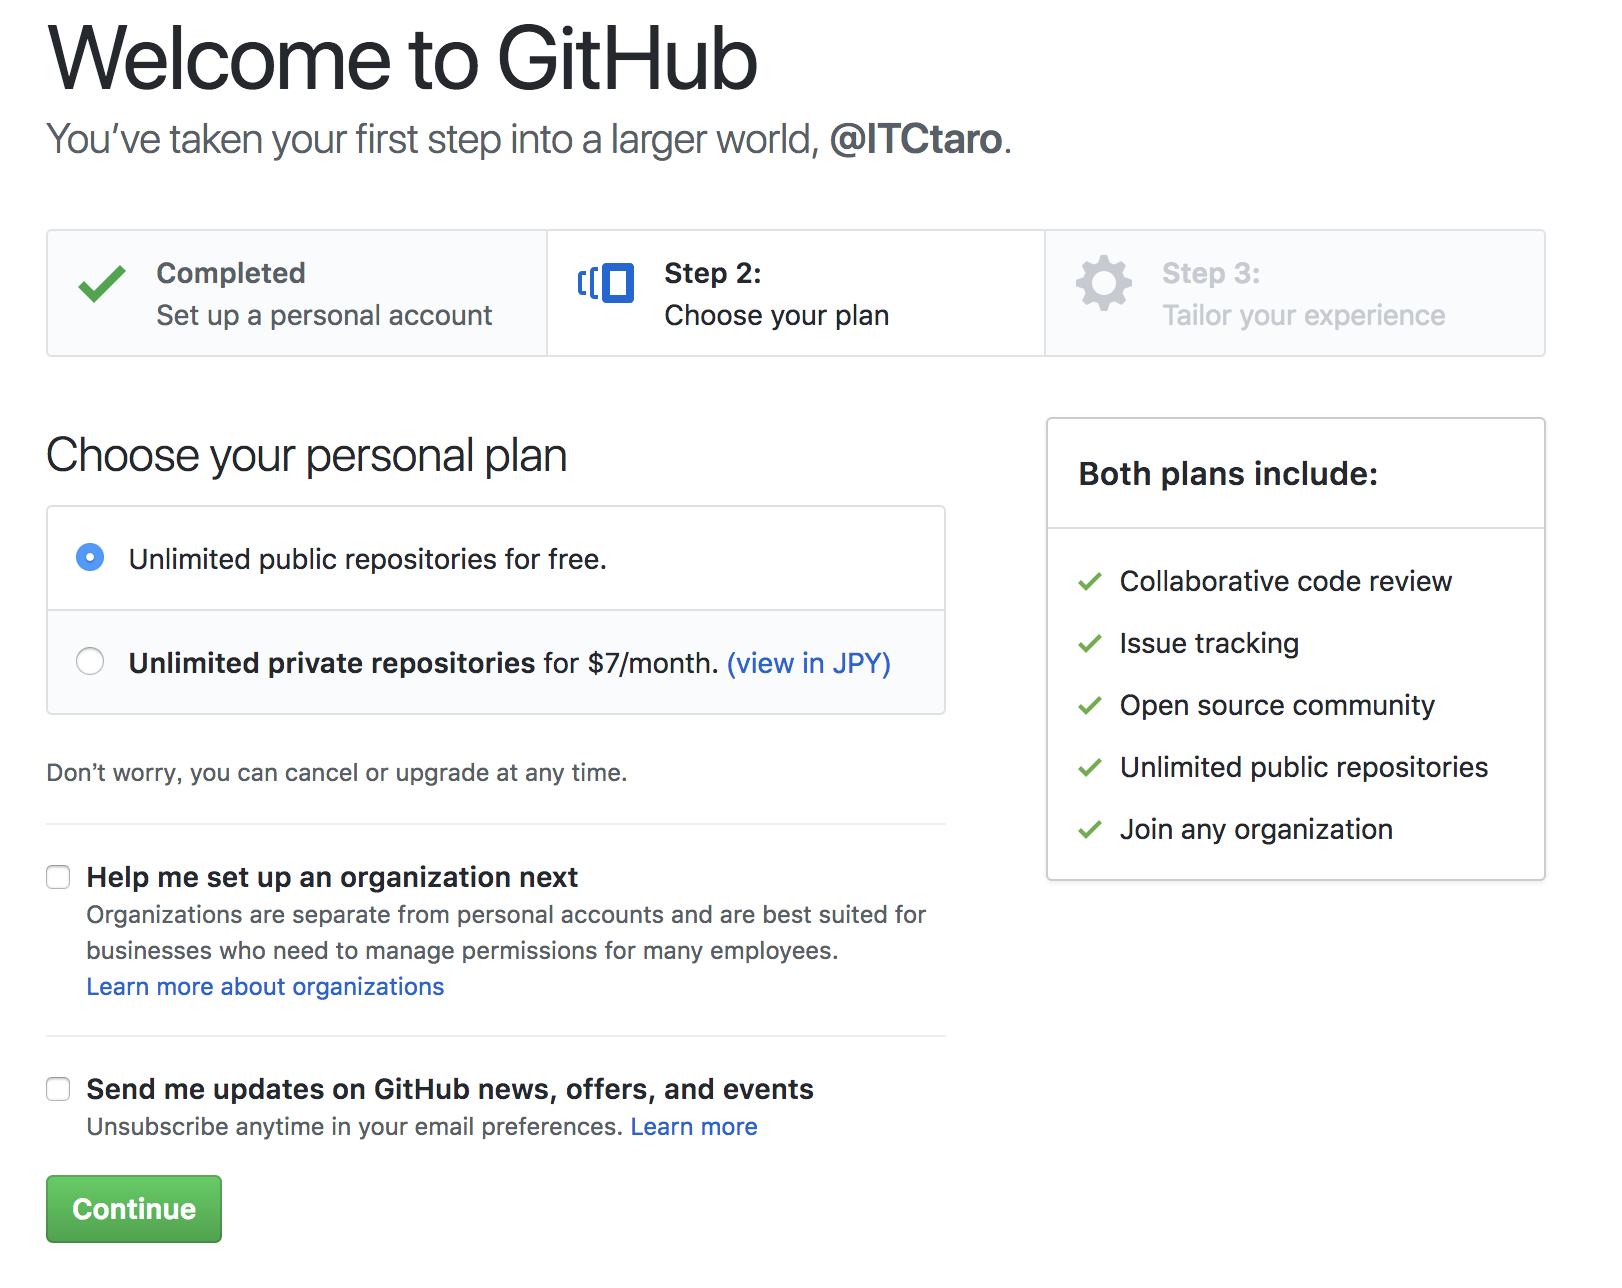 Welcome to GitHub
You’ve taken your first step into a larger world, @ITCtaro.
Completed
Set up a personal account
Step 2:
Choose your plan
Step 3:
Tailor your experience
Choose your personal plan
Unlimited public repositories for free.
Unlimited private repositories for $7/month. (view in JPY)
Don’t worry, you can cancel or upgrade at any time.
Help me set up an organization next
Organizations are separate from personal accounts and are best suited for
businesses who need to manage permissions for many employees.
Learn more about organizations
Send me updates on GitHub news, offers, and events
Unsubscribe anytime in your email preferences. Learn more
Continue
Both plans include:
Collaborative code review
Issue tracking
Open source community
Unlimited public repositories
Join any organization